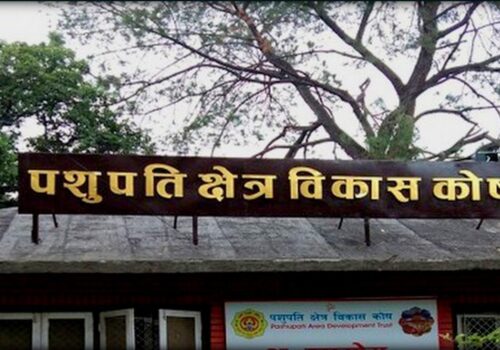 पशुपति क्षेत्र विकास कोष
पशुपति क्षेत्र विकास कोष
Pashupati Area Development Trust